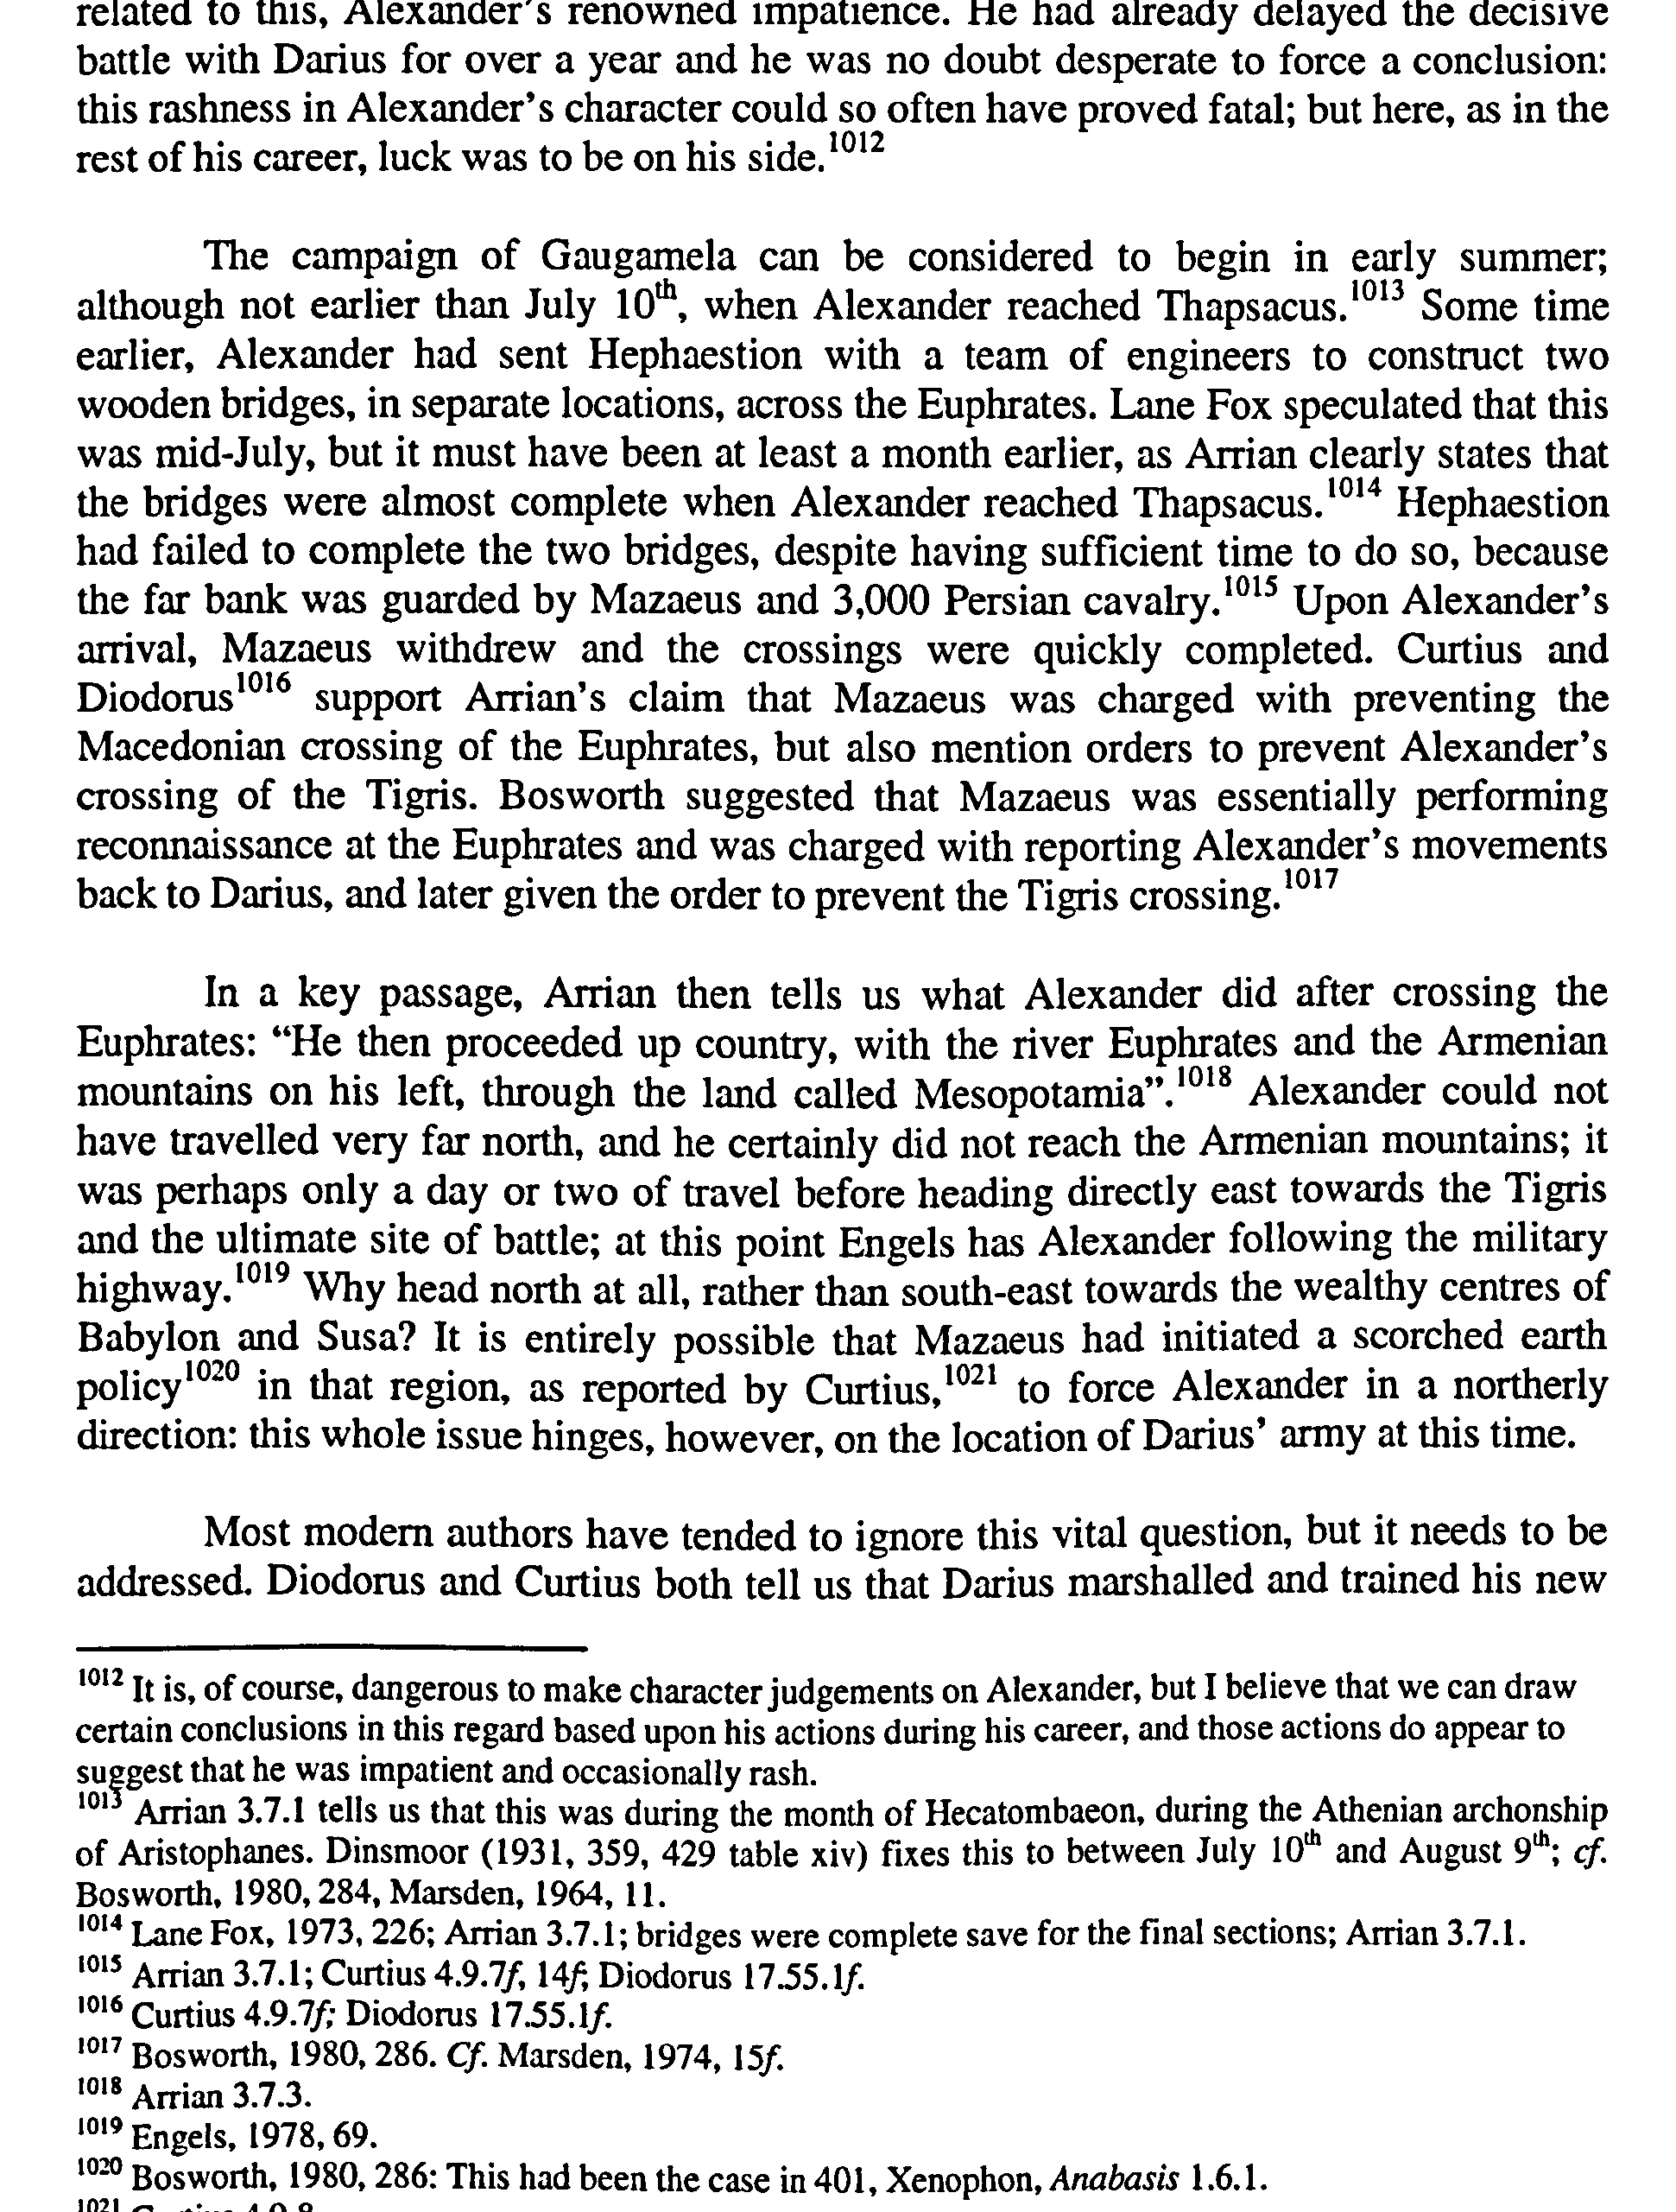 related to this, Alexander's renowned impatience. He had already delayed the decisive
battle with Darius for over a year and he was no doubt desperate to force a conclusion:
this rashness in Alexander's character could so often have proved fatal; but here, as in the
rest of his career, luck was to be on his side.1012
The campaign of Gaugamela can be considered to begin in early summer;
although not earlier than July 10th, when Alexander reached Thapsacus.1013 Some time
earlier, Alexander had sent Hephaestion with a team of engineers to construct two
wooden bridges, in separate locations, across the Euphrates. Lane Fox speculated that this
was mid-July, but it must have been at least a month earlier, as Arrian clearly states that
the bridges were almost complete when Alexander reached Thapsacus.1014 Hephaestion
had failed to complete the two bridges, despite having sufficient time to do so, because
the far bank was guarded by Mazaeus and 3,000 Persian cavalry.1015 Upon Alexander's
arrival, Mazaeus withdrew and the crossings were quickly completed. Curtius and
Diodorus1016 support Arrian's claim that Mazaeus was charged with preventing the
Macedonian crossing of the Euphrates, but also mention orders to prevent Alexander's
crossing of the Tigris. Bosworth suggested that Mazaeus was essentially performing
reconnaissance at the Euphrates and was charged with reporting Alexander's movements
back to Darius, and later given the order to prevent the Tigris crossing.1017
In a key passage, Arrian then tells us what Alexander did after crossing the
Euphrates: "He then proceeded up country, with the river Euphrates and the Armenian
mountains on his left, through the land called Mesopotamia".1018 Alexander could not
have travelled very far north, and he certainly did not reach the Armenian mountains; it
was perhaps only a day or two of travel before heading directly east towards the Tigris
and the ultimate site of battle; at this point Engels has Alexander following the military
highway.1019 Why head north at all, rather than south-east towards the wealthy centres of
Babylon and Susa? It is entirely possible that Mazaeus had initiated a scorched earth
policy1020 in that region, as reported by Curtius,1021 to force Alexander in a northerly
direction: this whole issue hinges, however, on the location of Darius' army at this time.
Most modern authors have tended to ignore this vital question, but it needs to be
addressed. Diodorus and Curtius both tell us that Darius marshalled and trained his new
1012 It is, of course, dangerous to make character judgements on Alexander, but I believe that we can draw
certain conclusions in this regard based upon his actions during his career, and those actions do appear to
suggest that he was impatient and occasionally rash.
1013 Arrian 3.7.1 tells us that this was during the month of Hecatombaeon, during the Athenian archonship
of Aristophanes. Dinsmoor (1931, 359, 429 table xiv) fixes this to between July 10th and August 9th; cf.
Bosworth, 1980, 284, Marsden, 1964, 11.
1014 Lane Fox, 1973, 226; Arrian 3.7.1; bridges were complete save for the final sections; Arrian 3.7.1.
1015 Arrian 3.7.1; Curtius 4.9.7f, 14f; Diodorus 17.55.1f.
1016 Curtius 4.9.7f; Diodorus 17.55.1f.
1017 Bosworth, 1980, 286. Cf. Marsden, 1974, 15f.
1018 Arrian 3.7.3.
1019 Engels, 1978, 69.
1020 Bosworth, 1980, 286: This had been the case in 401, Xenophon, Anabasis 1.6.1.
1021 Curtius 4.9.8